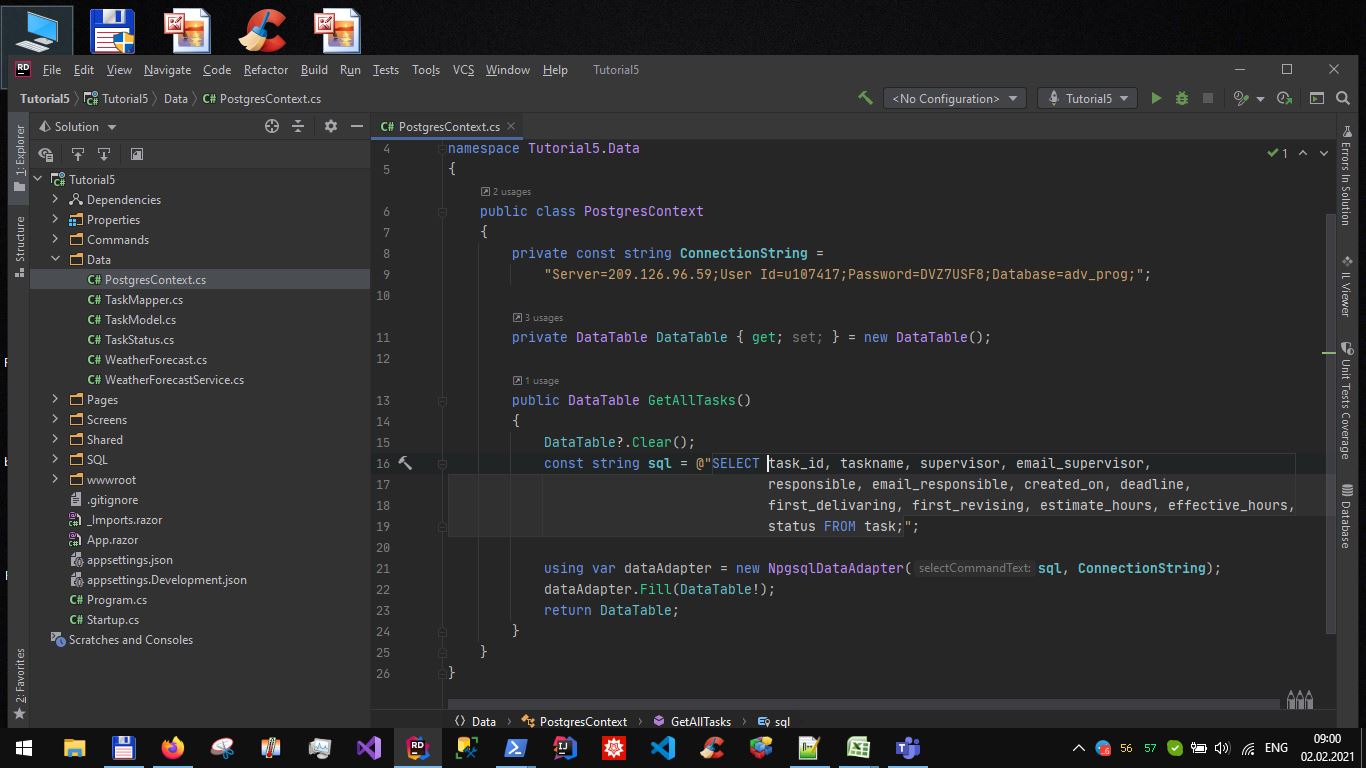 RD File Edit View Navigate Code Refactor Build Run Tests Tools VCS Window Help Tutorial5
Tutorial5 Tutorial5 Data C# PostgresContext.cs <No Configuration> Tutorial5
1: Explorer
Structure
2: Favorites
Solution
Tutorial5
Dependencies
Properties
Commands
Data
C# PostgresContext.cs
C# TaskMapper.cs
C# TaskModel.cs
C# TaskStatus.cs
C# WeatherForecast.cs
C# WeatherForecastService.cs
Pages
Screens
Shared
SQL
wwwroot
.gitignore
_Imports.razor
App.razor
appsettings.json
appsettings.Development.json
C# Program.cs
C# Startup.cs
Scratches and Consoles
C# PostgresContext.cs
1
4 namespace Tutorial5.Data
5 {
2 usages
6 public class PostgresContext
7 {
8 private const string ConnectionString =
9 "Server=209.126.96.59;User Id=u107417;Password=DVZ7USF8;Database=adv_prog;";
10
3 usages
11 private DataTable DataTable { get; set; } = new DataTable();
12
1 usage
13 public DataTable GetAllTasks()
14 {
15 DataTable?.Clear();
16 const string sql = @"SELECT task_id, taskname, supervisor, email_supervisor,
17 responsible, email_responsible, created_on, deadline,
18 first_delivaring, first_revising, estimate_hours, effective_hours,
19 status FROM task;";
20
21 using var dataAdapter = new NpgsqlDataAdapter( selectCommandText: sql, ConnectionString);
22 dataAdapter.Fill(DataTable!);
23 return DataTable;
24 }
25 }
26 }
Errors In Solution
IL Viewer
Unit Tests Coverage
Database
Data PostgresContext GetAllTasks sql
56 57 ENG 09:00
02.02.2021